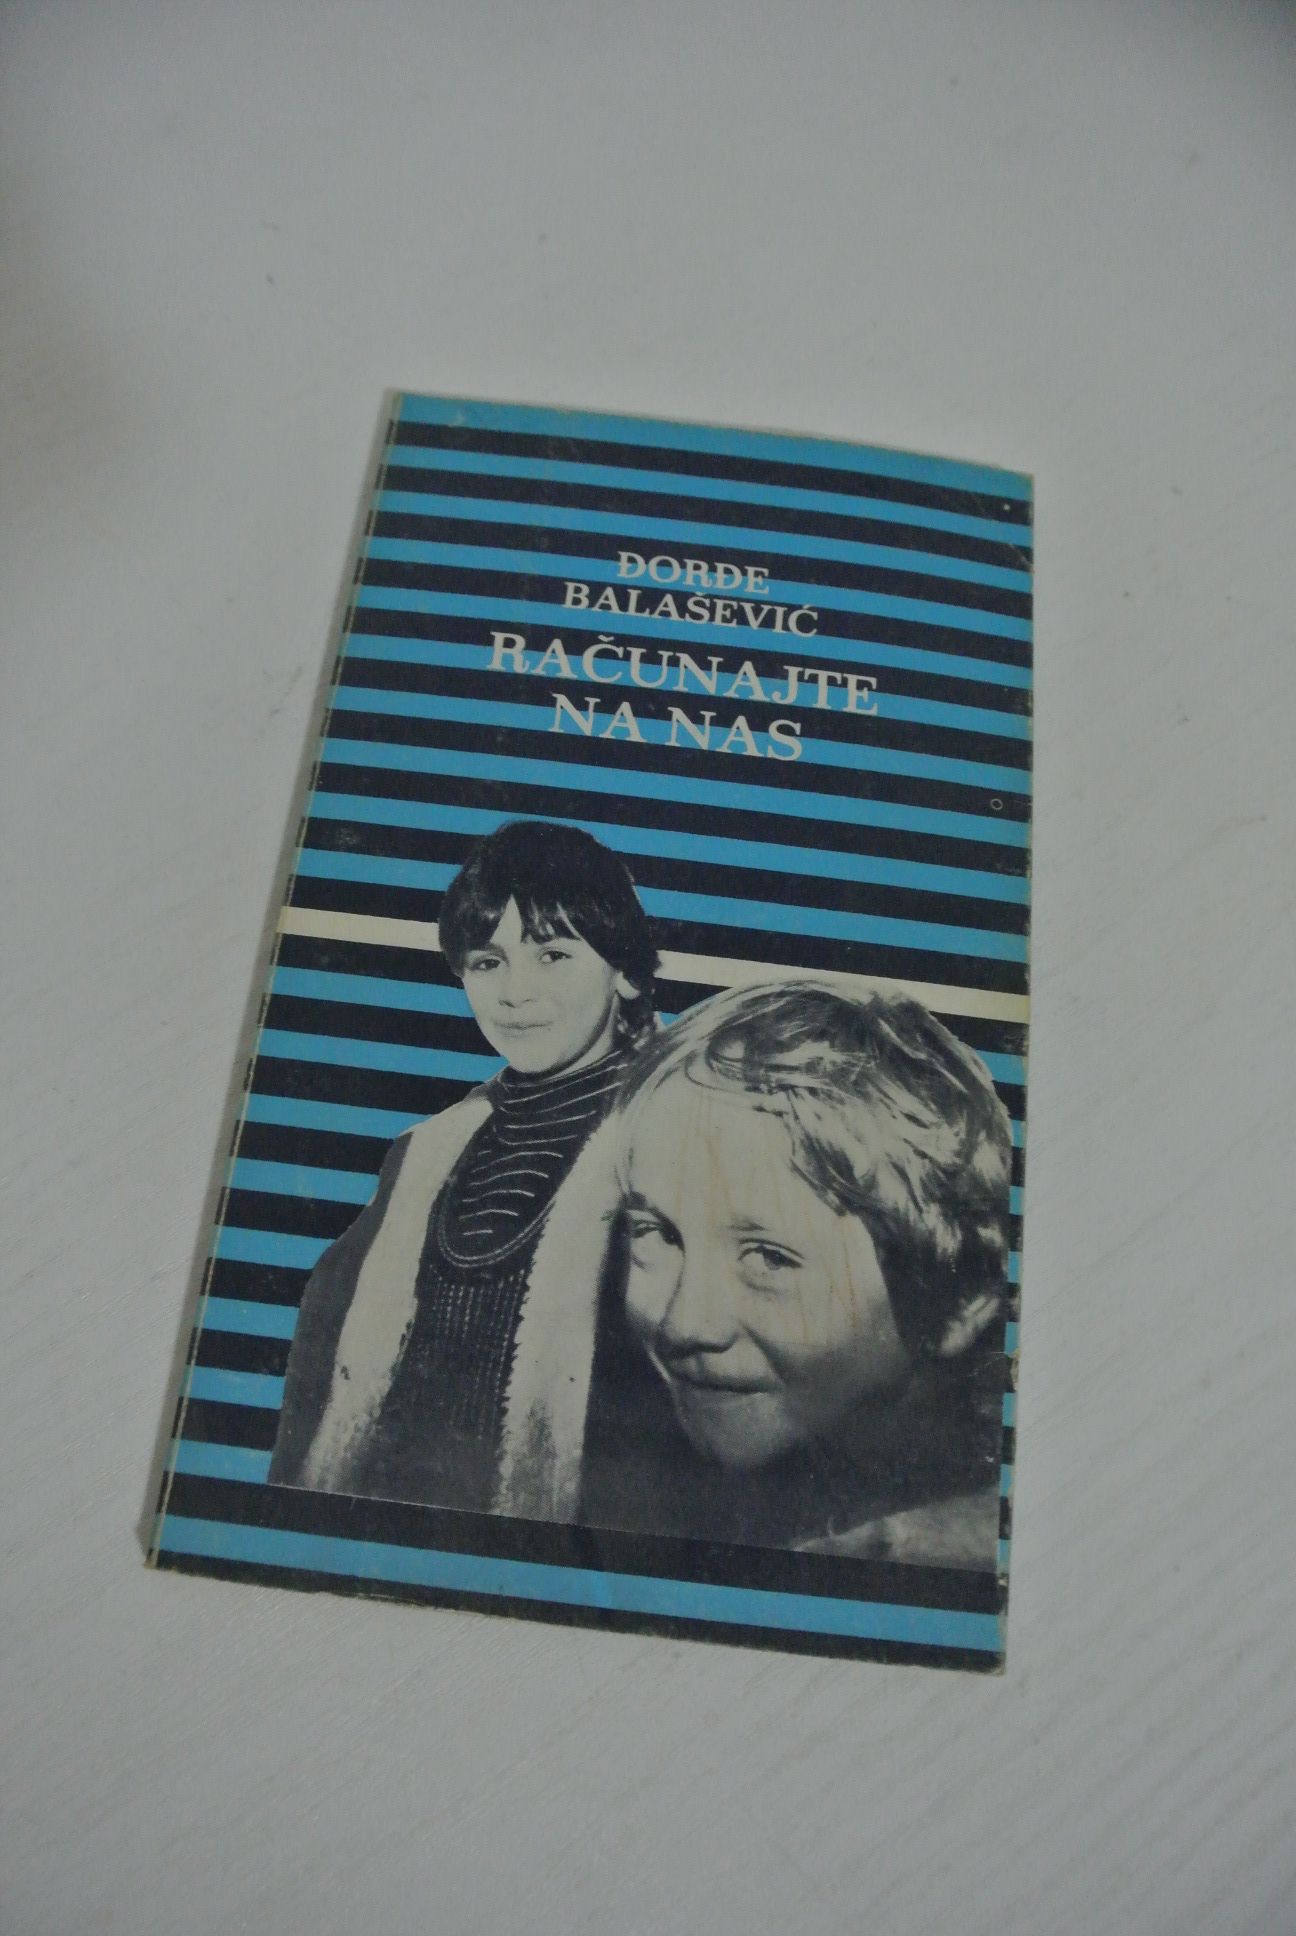 ĐORĐE
BALAŠEVIĆ
RAČUNAJTE
NA NAS